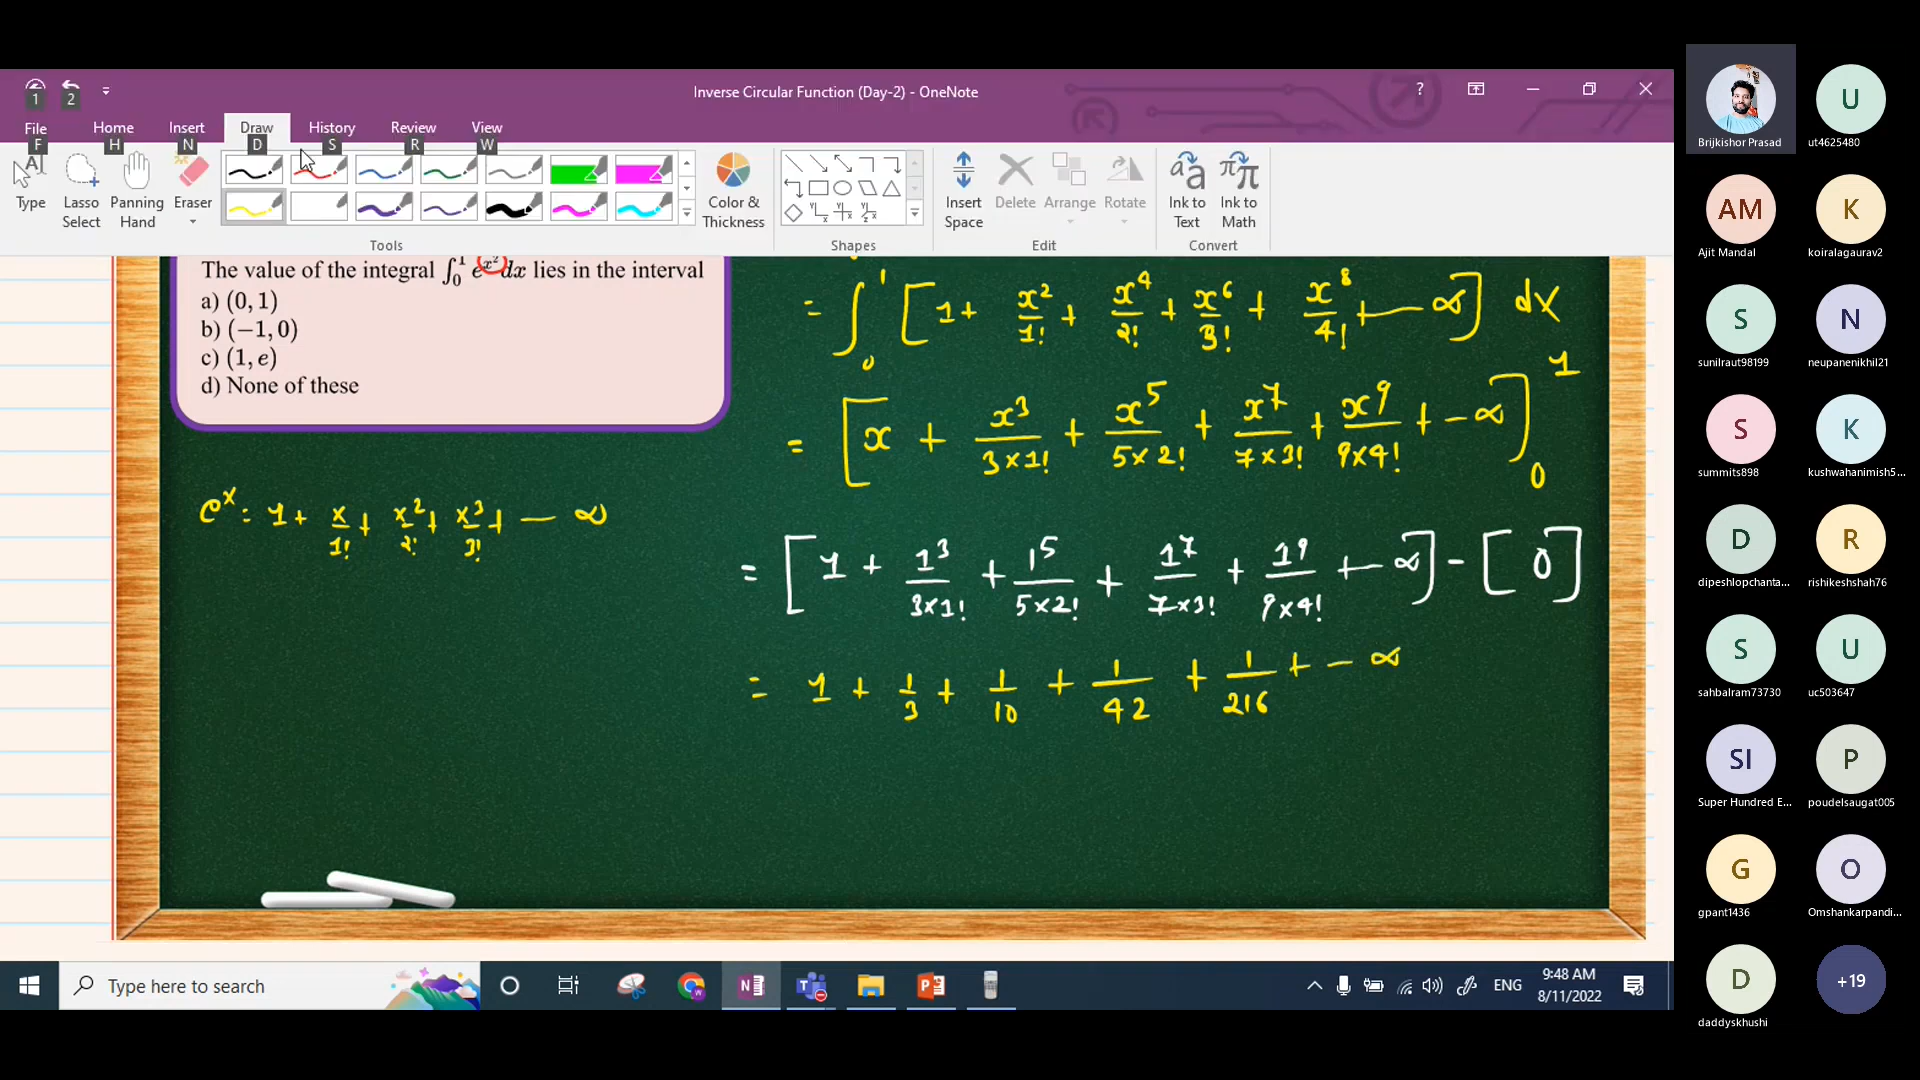 Inverse Circular Function (Day-2) - OneNote
1 2
File Home Insert Draw History Review View
F H N D S R W
Type Lasso Select Panning Hand Eraser Color & Thickness Insert Space Delete Arrange Rotate Ink to Text Ink to Math
Tools Shapes Edit Convert
The value of the integral ∫₀¹ e^(x²) dx lies in the interval
a) (0, 1)
b) (−1, 0)
c) (1, e)
d) None of these
e^x = 1 + x/1! + x²/2! + x³/3! + — ∞
= ∫₀¹ [1 + x²/1! + x⁴/2! + x⁶/3! + x⁸/4! + — ∞] dx
= [x + x³/(3×1!) + x⁵/(5×2!) + x⁷/(7×3!) + x⁹/(9×4!) + - ∞]₀¹
= [1 + 1³/(3×1!) + 1⁵/(5×2!) + 1⁷/(7×3!) + 1⁹/(9×4!) + — ∞] - [0]
= 1 + 1/3 + 1/10 + 1/42 + 1/216 + - ∞
Type here to search
ENG
9:48 AM
8/11/2022
Brijkishor Prasad
U
ut4625480
AM
Ajit Mandal
K
koiralagaurav2
S
sunilraut98199
N
neupanenikhil21
S
summits898
K
kushwahanimish5...
D
dipeshlopchanta...
R
rishikeshshah76
S
sahbalram73730
U
uc503647
SI
Super Hundred E...
P
poudelsaugat005
G
gpant1436
O
Omshankarpandi...
D
daddyskhushi
+19